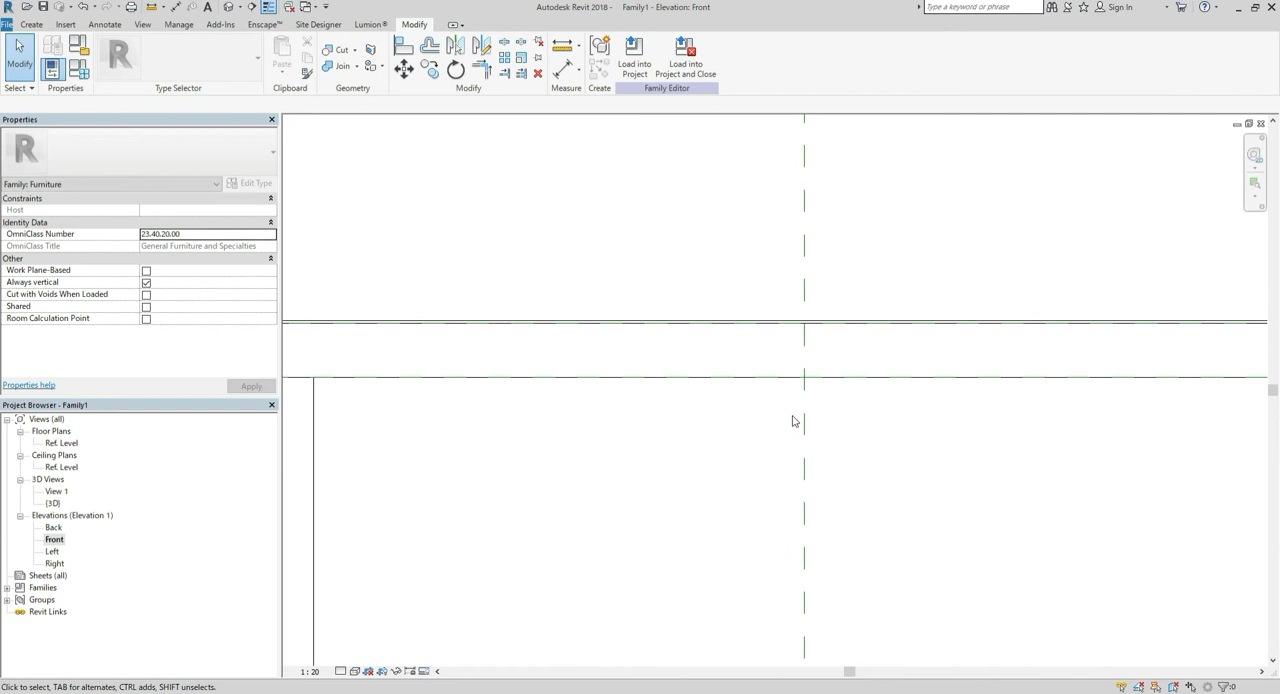 Autodesk Revit 2018 - Family1 - Elevation: Front
Type a keyword or phrase
Sign In
File Create Insert Annotate View Manage Add-Ins Enscape™ Site Designer Lumion® Modify
Modify
Paste
Cut
Join
Load into Project
Load into Project and Close
Select Properties Type Selector Clipboard Geometry Modify Measure Create Family Editor
Properties
Family: Furniture
Edit Type
Constraints
Host
Identity Data
OmniClass Number 23.40.20.00
OmniClass Title General Furniture and Specialties
Other
Work Plane-Based
Always vertical
Cut with Voids When Loaded
Shared
Room Calculation Point
Properties help
Apply
Project Browser - Family1
Views (all)
Floor Plans
Ref. Level
Ceiling Plans
Ref. Level
3D Views
View 1
{3D}
Elevations (Elevation 1)
Back
Front
Left
Right
Sheets (all)
Families
Groups
Revit Links
1 : 20
Click to select, TAB for alternates, CTRL adds, SHIFT unselects.
:0